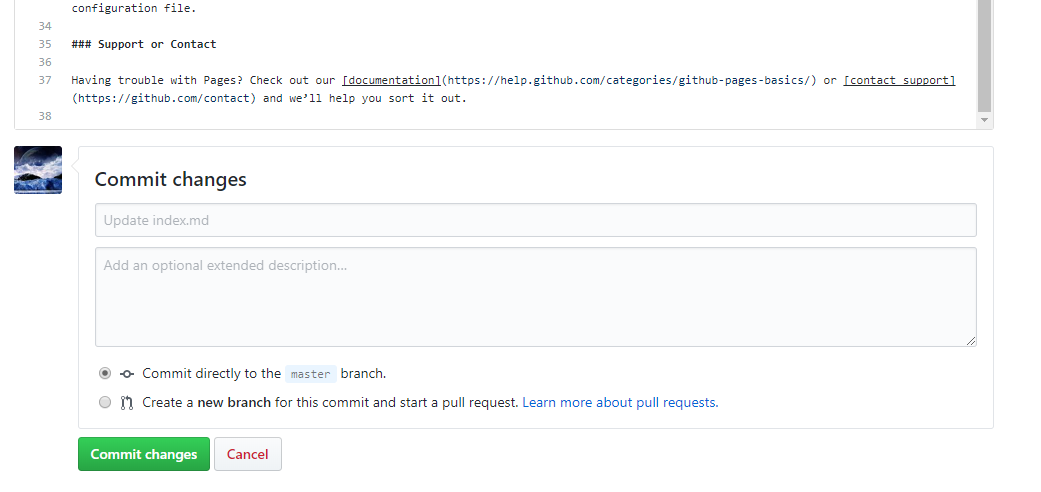 configuration file.
34
35 ### Support or Contact
36
37 Having trouble with Pages? Check out our [documentation](https://help.github.com/categories/github-pages-basics/) or [contact support]
(https://github.com/contact) and we’ll help you sort it out.
38
Commit changes
Update index.md
Add an optional extended description...
Commit directly to the master branch.
Create a new branch for this commit and start a pull request. Learn more about pull requests.
Commit changes Cancel